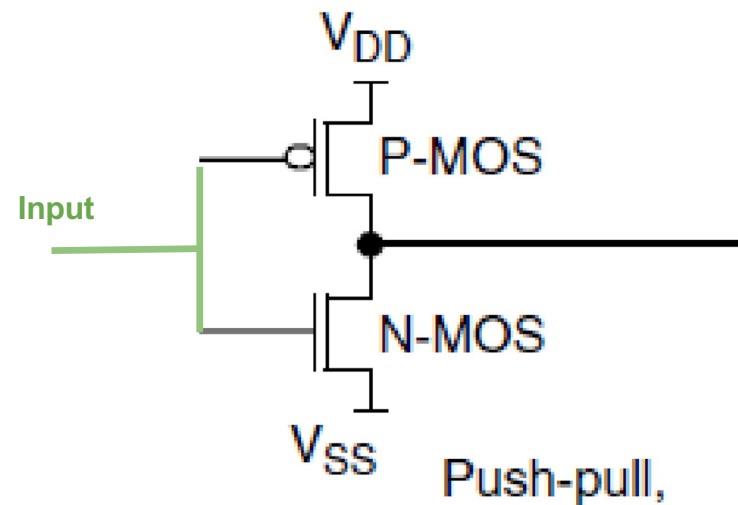 VDD
P-MOS
Input
N-MOS
VSS
Push-pull,